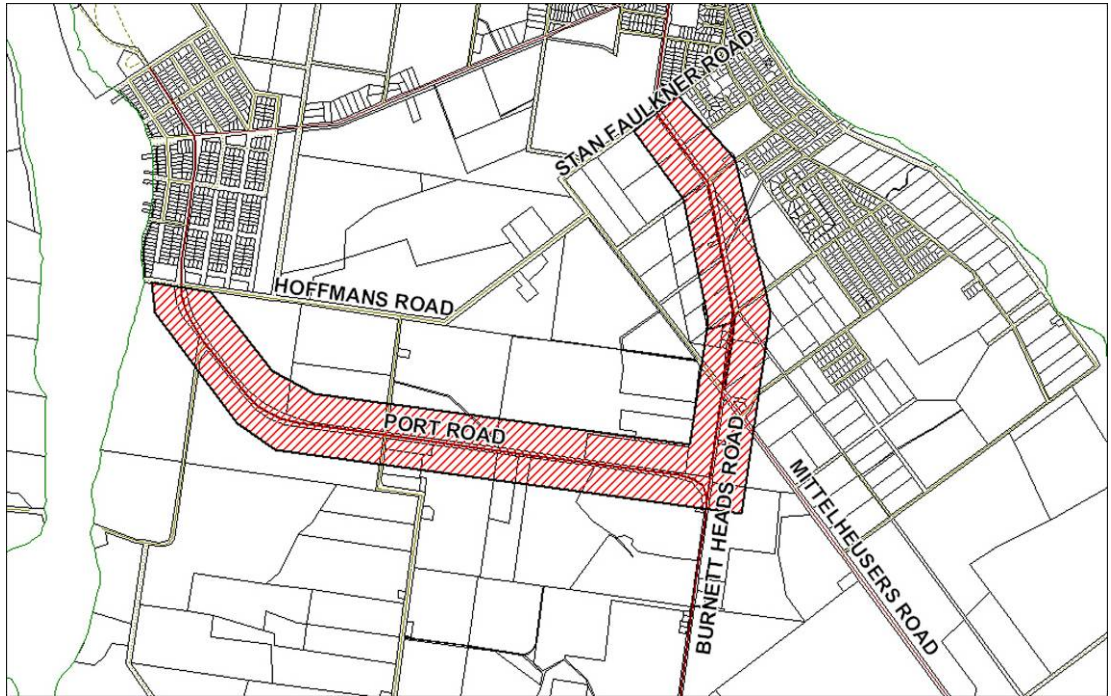 STAN FAULKNER ROAD
HOFFMANS ROAD
PORT ROAD
BURNETT HEADS ROAD
MITTELHEUSERS ROAD